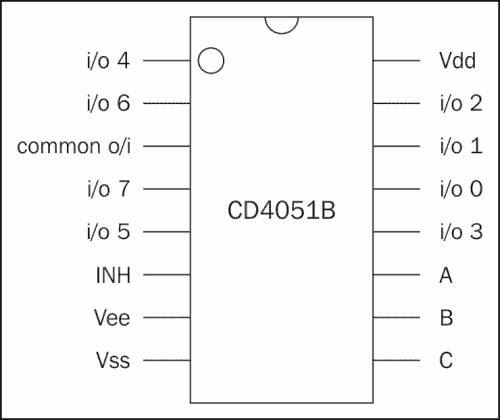 i/o 4 Vdd
i/o 6 i/o 2
common o/i i/o 1
i/o 7 i/o 0
CD4051B
i/o 5 i/o 3
INH A
Vee B
Vss C